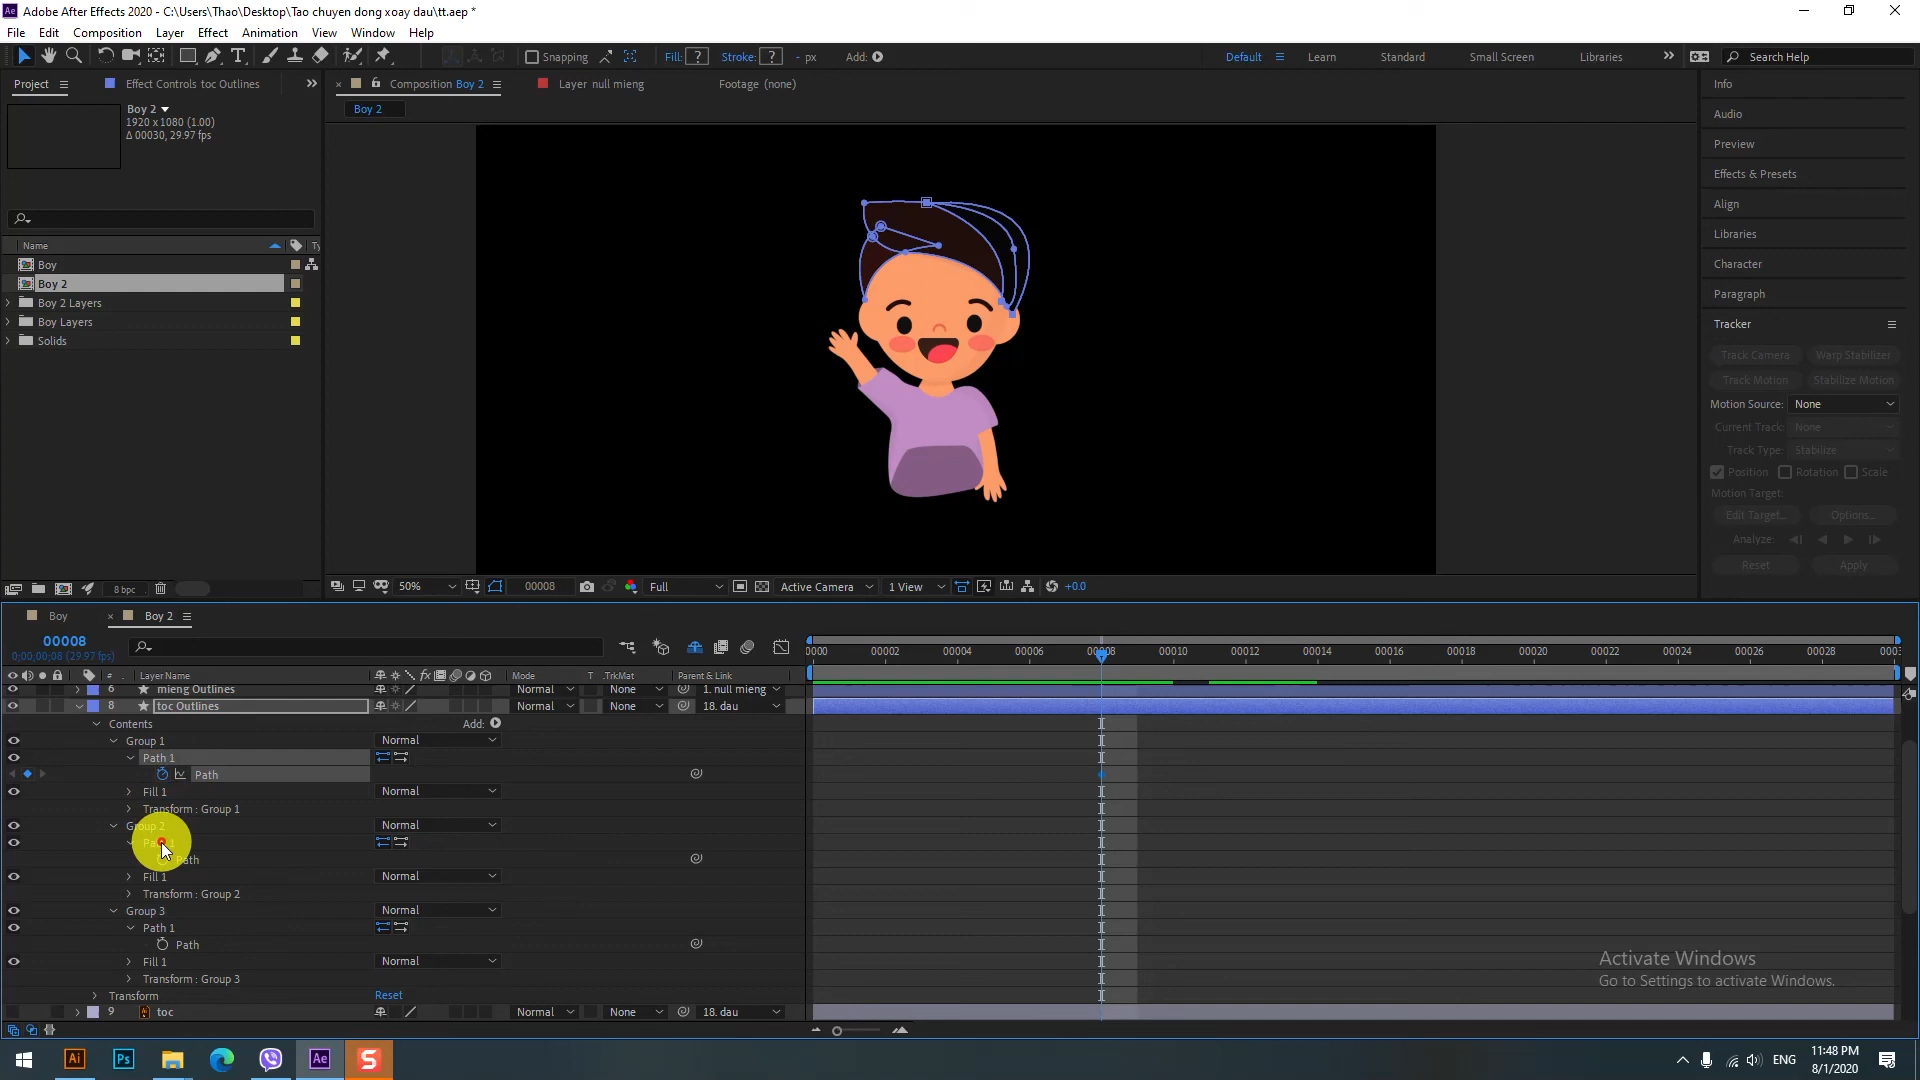 Adobe After Effects 2020 - C:\Users\Thao\Desktop\Tao chuyen dong xoay dau\tt.aep *
File Edit Composition Layer Effect Animation View Window Help
Snapping Fill: ? Stroke: ? - px Add: Default Learn Standard Small Screen Libraries Search Help
Project Effect Controls toc Outlines Composition Boy 2 Layer null mieng Footage (none)
Boy 2
1920 x 1080 (1.00)
Δ 00030, 29.97 fps
Boy 2
Name Ty
Boy
Boy 2
Boy 2 Layers
Boy Layers
Solids
8 bpc
50% 00008 Full Active Camera 1 View +0.0
Info
Audio
Preview
Effects & Presets
Align
Libraries
Character
Paragraph
Tracker
Track Camera Warp Stabilizer
Track Motion Stabilize Motion
Motion Source: None
Current Track: None
Track Type: Stabilize
Position Rotation Scale
Motion Target:
Edit Target... Options...
Analyze:
Reset Apply
Boy Boy 2
00008
0;00;00;08 (29.97 fps)
0000 00002 00004 00006 00008 00010 00012 00014 00016 00018 00020 00022 00024 00026 00028 0003
# Layer Name Mode T .TrkMat Parent & Link
6 mieng Outlines Normal None 1. null mieng
8 toc Outlines Normal None 18. dau
Contents Add:
Group 1 Normal
Path 1
Path
Fill 1 Normal
Transform : Group 1
Group 2 Normal
Path 1
Path
Fill 1 Normal
Transform : Group 2
Group 3 Normal
Path 1
Path
Fill 1 Normal
Transform : Group 3
Transform Reset
9 toc Normal None 18. dau
Activate Windows
Go to Settings to activate Windows.
Ai Ps Ae S
ENG
11:48 PM
8/1/2020